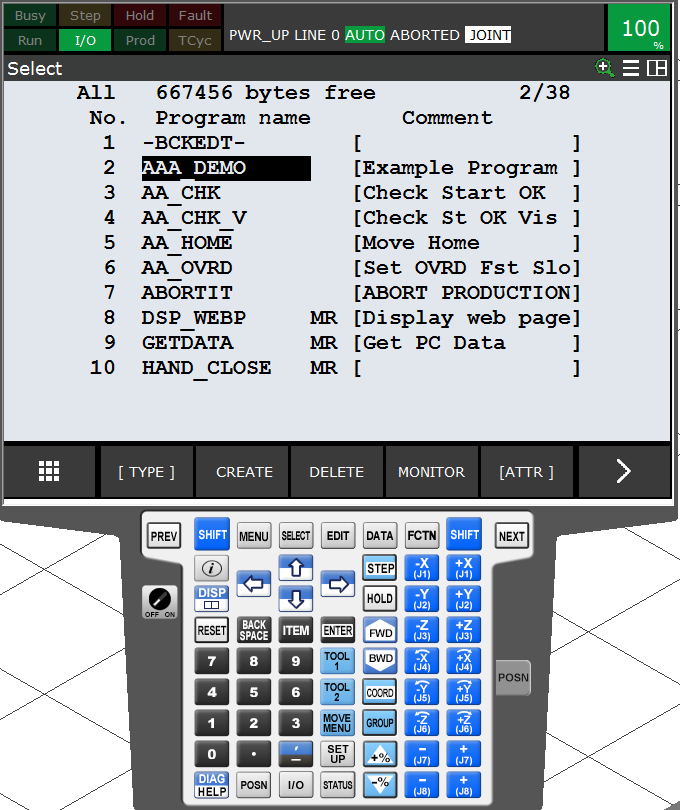 Busy Step Hold Fault
Run I/O Prod TCyc
PWR_UP LINE 0 AUTO ABORTED JOINT
100
%
Select
All 667456 bytes free 2/38
No. Program name Comment
1 -BCKEDT- [ ]
2 AAA_DEMO [Example Program ]
3 AA_CHK [Check Start OK ]
4 AA_CHK_V [Check St OK Vis ]
5 AA_HOME [Move Home ]
6 AA_OVRD [Set OVRD Fst Slo]
7 ABORTIT [ABORT PRODUCTION]
8 DSP_WEBP MR [Display web page]
9 GETDATA MR [Get PC Data ]
10 HAND_CLOSE MR [ ]
[ TYPE ] CREATE DELETE MONITOR [ATTR ]
PREV SHIFT MENU SELECT EDIT DATA FCTN SHIFT NEXT
i STEP -X (J1) +X (J1)
OFF ON DISP HOLD -Y (J2) +Y (J2)
RESET BACK SPACE ITEM ENTER FWD -Z (J3) +Z (J3)
7 8 9 TOOL 1 BWD -X (J4) +X (J4)
POSN
4 5 6 TOOL 2 COORD -Y (J5) +Y (J5)
1 2 3 MOVE MENU GROUP -Z (J6) +Z (J6)
0 . ′ — SET UP +% - (J7) + (J7)
DIAG HELP POSN I/O STATUS -% - (J8) + (J8)